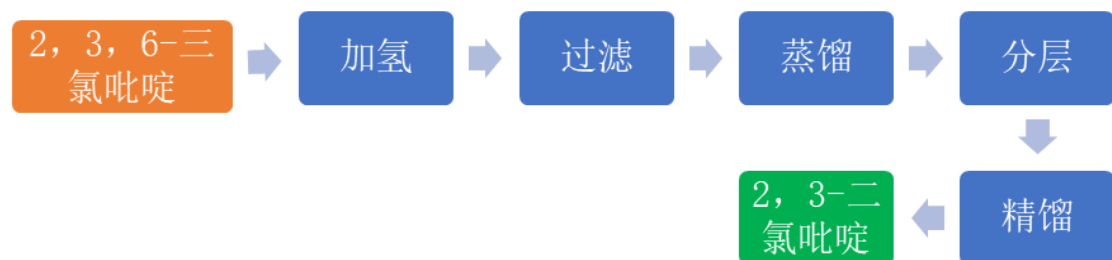 2，3，6-三
氯吡啶
加氢
过滤
蒸馏
分层
精馏
2，3-二
氯吡啶